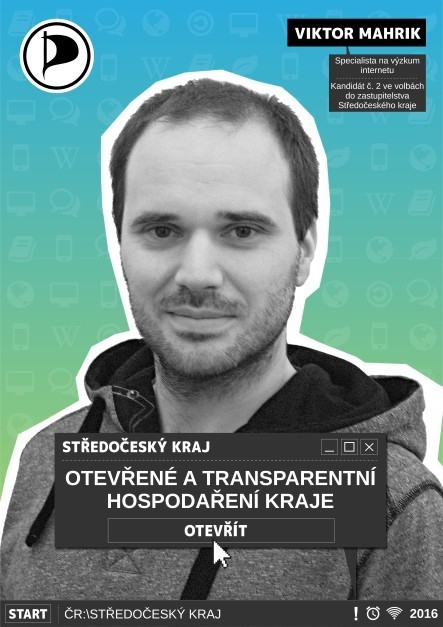 VIKTOR MAHRIK
Specialista na výzkum
internetu
Kandidát č. 2 ve volbách
do zastupitelstva
Středočeského kraje
STŘEDOČESKÝ KRAJ
OTEVŘENÉ A TRANSPARENTNÍ
HOSPODAŘENÍ KRAJE
OTEVŘÍT
START ČR:\STŘEDOČESKÝ KRAJ 2016